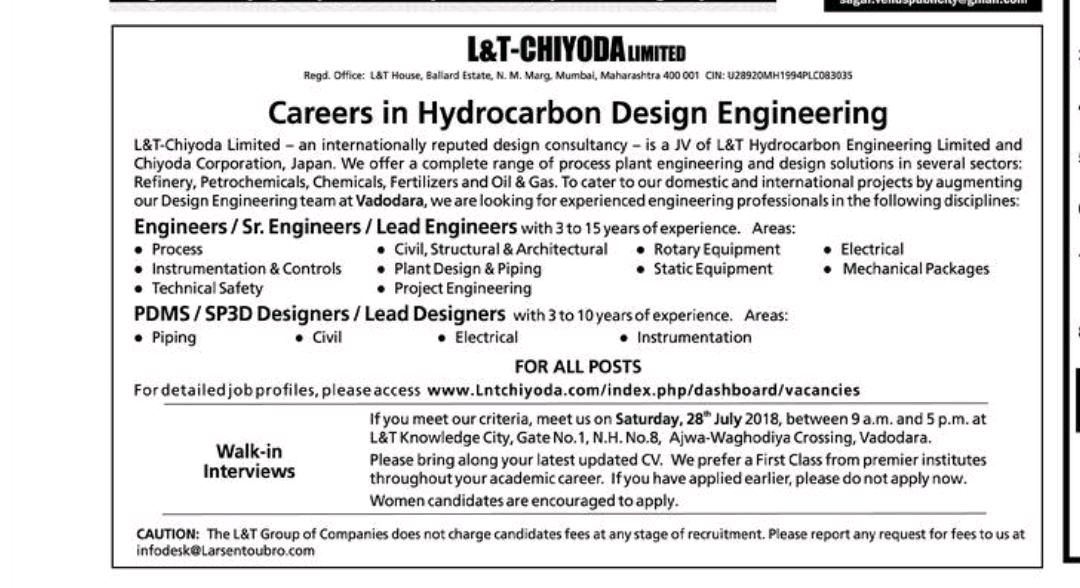 sagar.venuspublicity@gmail.com
L&T-CHIYODA LIMITED
Regd. Office: L&T House, Ballard Estate, N. M. Marg, Mumbai, Maharashtra 400 001 CIN: U28920MH1994PLC083035
Careers in Hydrocarbon Design Engineering
L&T-Chiyoda Limited – an internationally reputed design consultancy – is a JV of L&T Hydrocarbon Engineering Limited and
Chiyoda Corporation, Japan. We offer a complete range of process plant engineering and design solutions in several sectors:
Refinery, Petrochemicals, Chemicals, Fertilizers and Oil & Gas. To cater to our domestic and international projects by augmenting
our Design Engineering team at Vadodara, we are looking for experienced engineering professionals in the following disciplines:
Engineers / Sr. Engineers / Lead Engineers with 3 to 15 years of experience. Areas:
• Process • Civil, Structural & Architectural • Rotary Equipment • Electrical
• Instrumentation & Controls • Plant Design & Piping • Static Equipment • Mechanical Packages
• Technical Safety • Project Engineering
PDMS / SP3D Designers / Lead Designers with 3 to 10 years of experience. Areas:
• Piping • Civil • Electrical • Instrumentation
FOR ALL POSTS
For detailed job profiles, please access www.Lntchiyoda.com/index.php/dashboard/vacancies
Walk-in
Interviews
If you meet our criteria, meet us on Saturday, 28th July 2018, between 9 a.m. and 5 p.m. at
L&T Knowledge City, Gate No.1, N.H. No.8, Ajwa-Waghodiya Crossing, Vadodara.
Please bring along your latest updated CV. We prefer a First Class from premier institutes
throughout your academic career. If you have applied earlier, please do not apply now.
Women candidates are encouraged to apply.
CAUTION: The L&T Group of Companies does not charge candidates fees at any stage of recruitment. Please report any request for fees to us at
infodesk@Larsentoubro.com